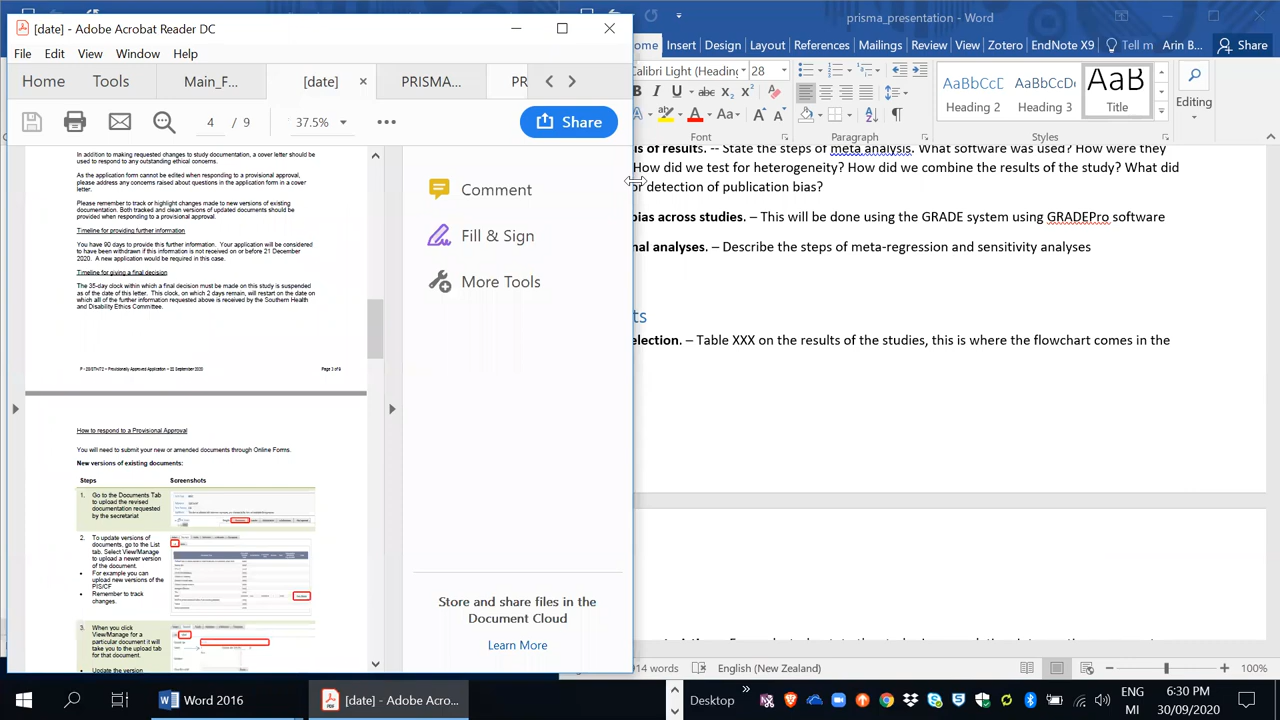 [date] - Adobe Acrobat Reader DC
prisma_presentation - Word
File Edit View Window Help
Home Tools Main_F... [date] × PRISMA... PR
ome Insert Design Layout References Mailings Review View Zotero EndNote X9 Tell m Arin B... Share
4 / 9 37.5% Share
Calibri Light (Heading 28
AaBbCcD AaBbCcDc AaB
Heading 2 Heading 3 Title
Editing
Font Paragraph Styles
In addition to making requested changes to study documentation, a cover letter should be
used to respond to any outstanding ethical concerns.
As the application form cannot be edited when responding to a provisional approval,
please address any concerns raised about questions in the application form in a cover
letter.
Please remember to track or highlight changes made to new versions of existing
documentation. Both tracked and clean versions of updated documents should be
provided when responding to a provisional approval.
Timeline for providing further information
You have 90 days to provide this further information. Your application will be considered
to have been withdrawn if this information is not received on or before 21 December
2020. A new application would be required in this case.
Timeline for giving a final decision
The 35-day clock within which a final decision must be made on this study is suspended
as of the date of this letter. This clock, on which 2 days remain, will restart on the date on
which all of the further information requested above is received by the Southern Health
and Disability Ethics Committee.
Page 3 of 9
How to respond to a Provisional Approval
You will need to submit your new or amended documents through Online Forms.
New versions of existing documents:
Steps Screenshots
1. Go to the Documents Tab
to upload the revised
documentation requested
by the secretariat
2. To update versions of
documents, go to the List
tab. Select View/Manage
to upload a newer version
of the document.
• For example you can
upload new versions of the
PIS/CF
• Remember to track
changes.
3. When you click
View/Manage for a
particular document it will
take you to the upload tab
for that document.
• Update the version
Comment
Fill & Sign
More Tools
Store and share files in the
Document Cloud
Learn More
is of results. -- State the steps of meta analysis. What software was used? How were they
How did we test for heterogeneity? How did we combine the results of the study? What did
or detection of publication bias?
bias across studies. – This will be done using the GRADE system using GRADEPro software
nal analyses. – Describe the steps of meta-regression and sensitivity analyses
ts
election. – Table XXX on the results of the studies, this is where the flowchart comes in the
914 words English (New Zealand) 100%
Word 2016 [date] - Adobe Acro... Desktop ENG
MI 6:30 PM
30/09/2020